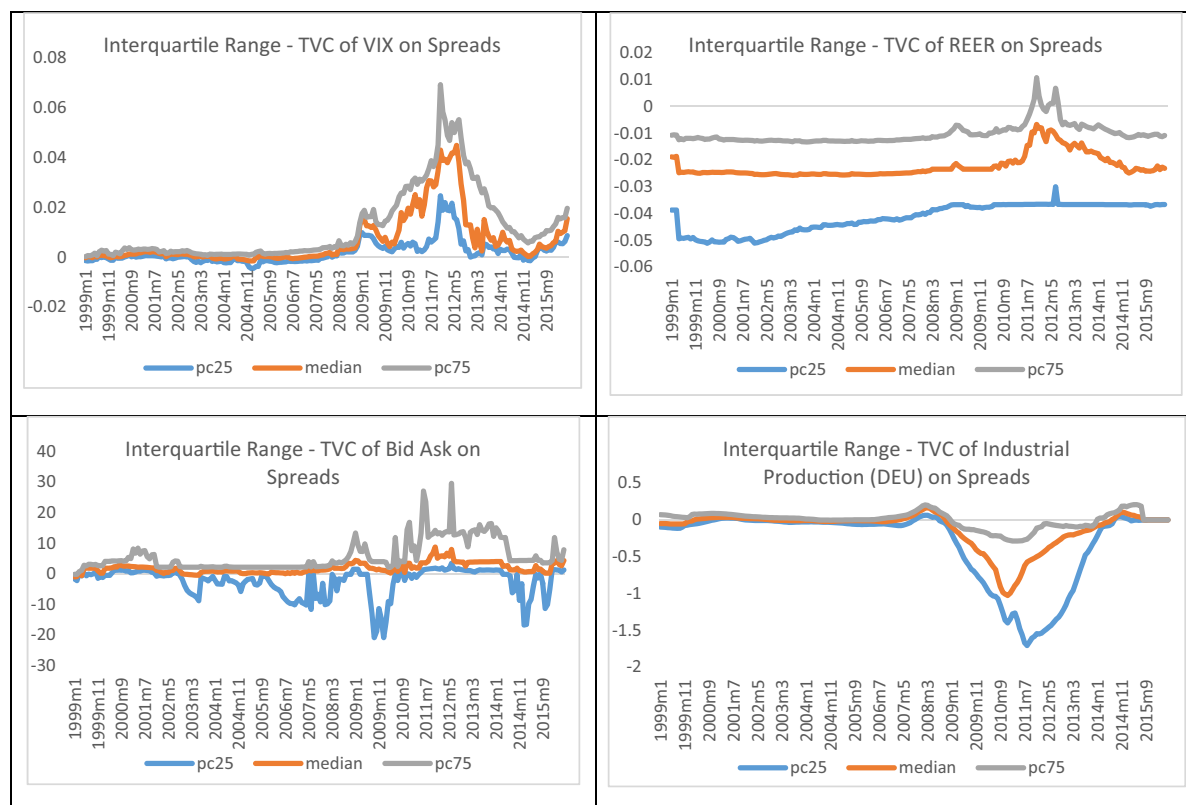 Interquartile Range - TVC of VIX on Spreads
0.08
0.06
0.04
0.02
0
-0.02
1999m1
1999m11
2000m9
2001m7
2002m5
2003m3
2004m1
2004m11
2005m9
2006m7
2007m5
2008m3
2009m1
2009m11
2010m9
2011m7
2012m5
2013m3
2014m1
2014m11
2015m9
pc25 median pc75
Interquartile Range - TVC of REER on Spreads
0.02
0.01
0
-0.01
-0.02
-0.03
-0.04
-0.05
-0.06
1999m1
1999m11
2000m9
2001m7
2002m5
2003m3
2004m1
2004m11
2005m9
2006m7
2007m5
2008m3
2009m1
2009m11
2010m9
2011m7
2012m5
2013m3
2014m1
2014m11
2015m9
pc25 median pc75
Interquartile Range - TVC of Bid Ask on
Spreads
40
30
20
10
0
-10
-20
-30
1999m1
1999m11
2000m9
2001m7
2002m5
2003m3
2004m1
2004m11
2005m9
2006m7
2007m5
2008m3
2009m1
2009m11
2010m9
2011m7
2012m5
2013m3
2014m1
2014m11
2015m9
pc25 median pc75
Interquartile Range - TVC of Industrial
Production (DEU) on Spreads
0.5
0
-0.5
-1
-1.5
-2
1999m1
1999m11
2000m9
2001m7
2002m5
2003m3
2004m1
2004m11
2005m9
2006m7
2007m5
2008m3
2009m1
2009m11
2010m9
2011m7
2012m5
2013m3
2014m1
2014m11
2015m9
pc25 median pc75